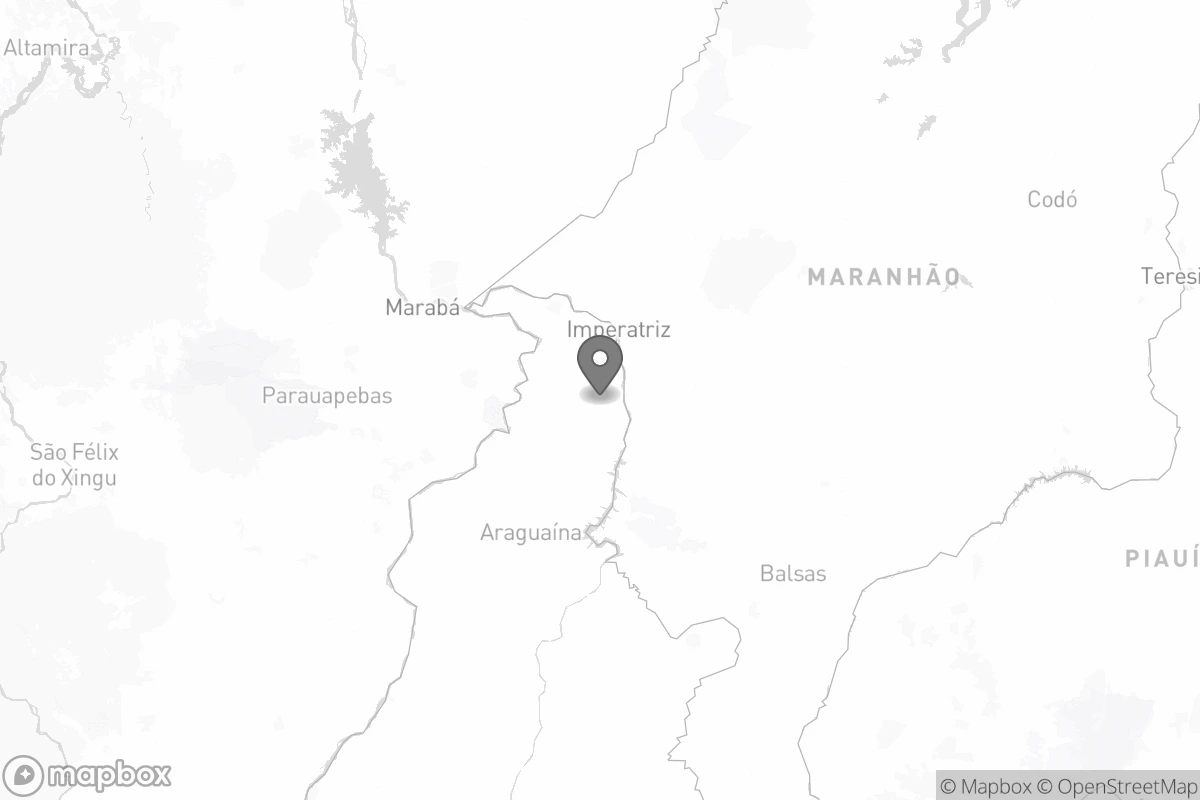 Altamira
Codó
MARANHÃO
Teresi
Marabá
Imperatriz
Parauapebas
São Félix
do Xingu
Araguaína
PIAUÍ
Balsas
mapbox
© Mapbox © OpenStreetMap